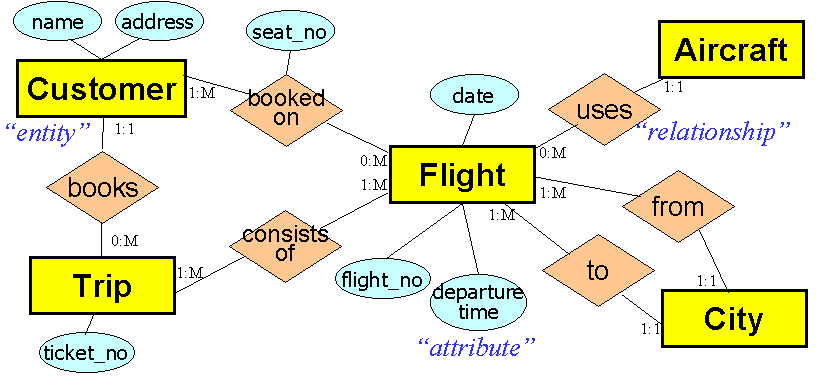 name
address
seat_no
Aircraft
Customer
1:M
booked
on
date
uses
1:1
“entity”
1:1
“relationship”
0:M
0:M
books
Flight
1:M
1:M
1:M
from
consists
of
0:M
1:M
to
Trip
flight_no
departure
time
1:1
City
1:1
ticket_no
“attribute”